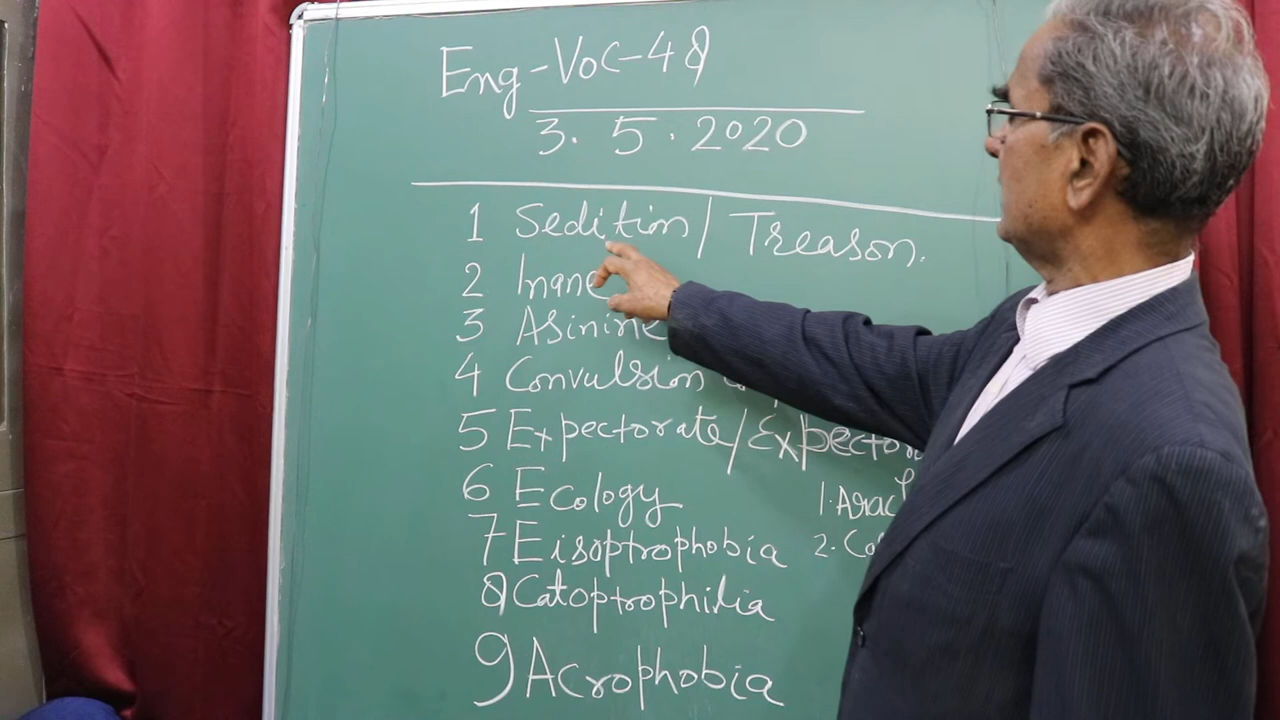 Eng-Voc-48
3. 5. 2020
1 Sedition / Treason.
2 Inane
3 Asinine
4 Convulsion
5 Expectorate/Expector
6 Ecology
1. Arac
7 Eisoptrophobia
2. Ca
8 Catoptrophilia
9 Acrophobia